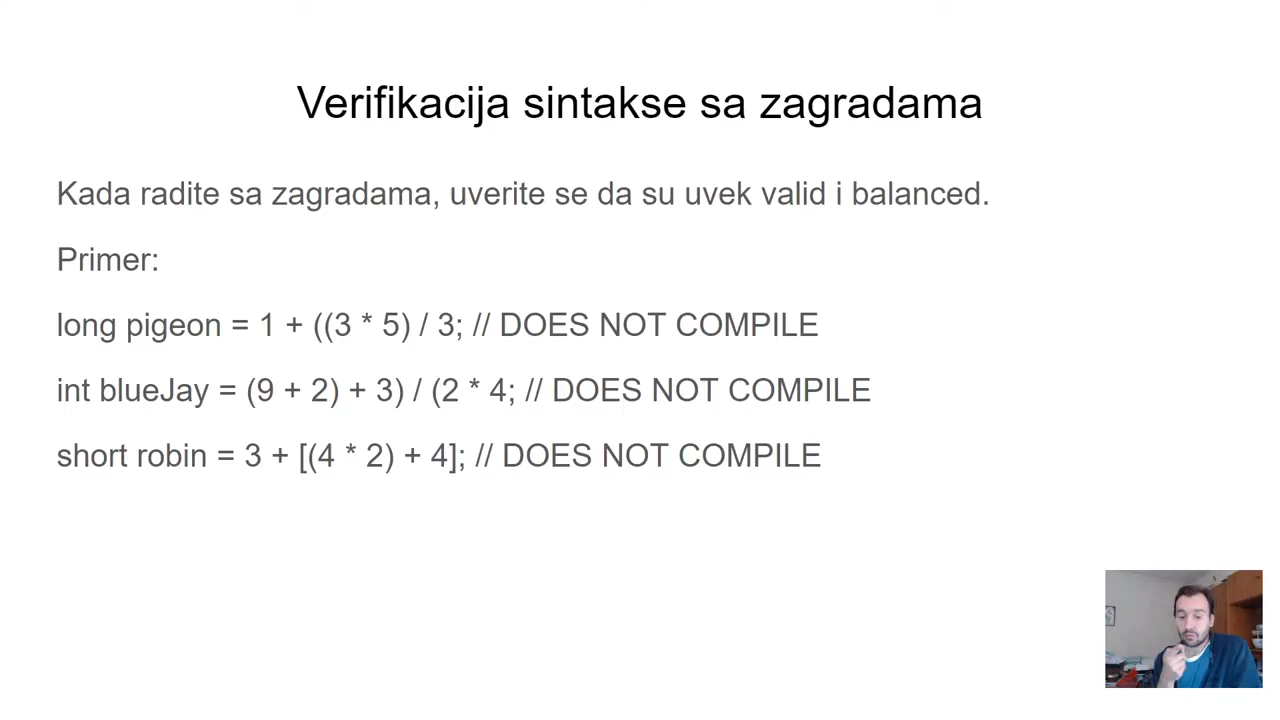 Verifikacija sintakse sa zagradama
Kada radite sa zagradama, uverite se da su uvek valid i balanced.
Primer:
long pigeon = 1 + ((3 * 5) / 3; // DOES NOT COMPILE
int blueJay = (9 + 2) + 3) / (2 * 4; // DOES NOT COMPILE
short robin = 3 + [(4 * 2) + 4]; // DOES NOT COMPILE